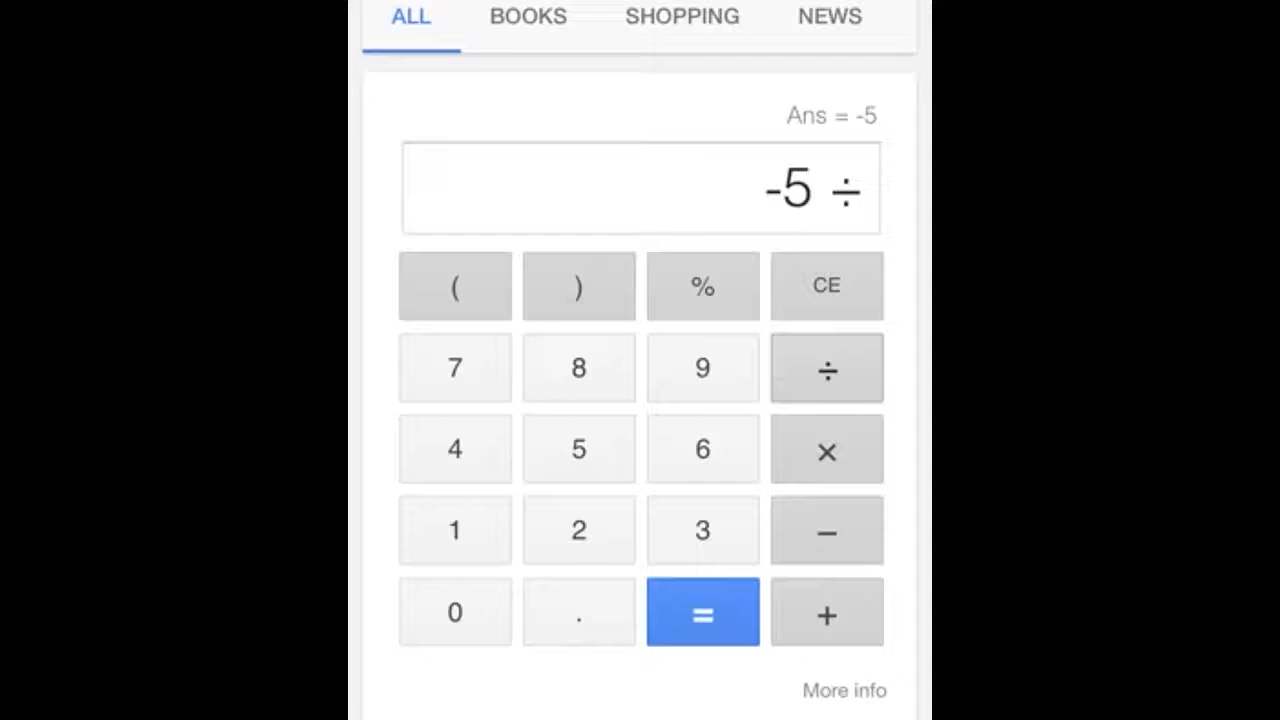 ALL BOOKS SHOPPING NEWS
Ans = -5
-5 ÷
( ) % CE
7 8 9 ÷
4 5 6 ×
1 2 3 −
0 . = +
More info